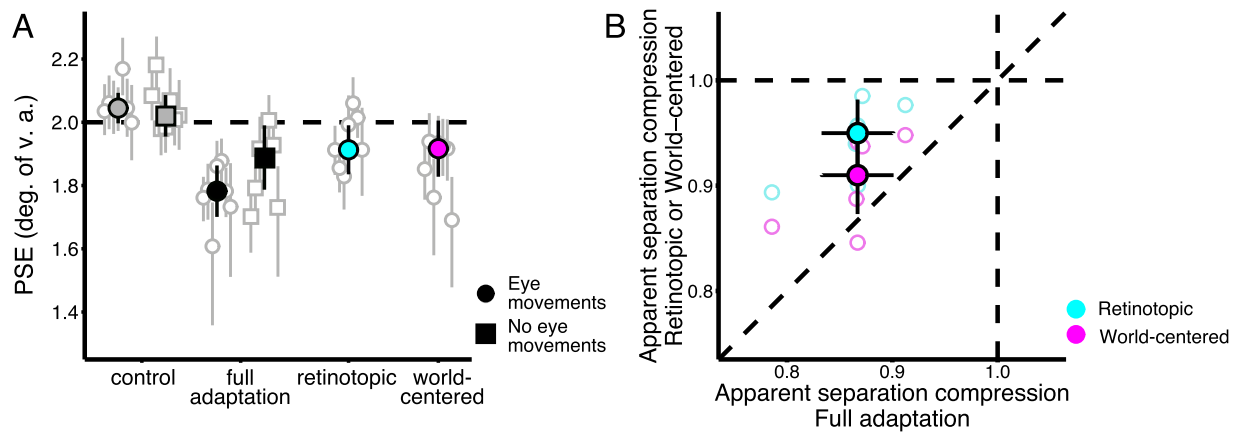 A
PSE (deg. of v. a.)
2.2
2.0
1.8
1.6
1.4
control
full
adaptation
retinotopic
world-
centered
Eye
movements
No eye
movements
B
Apparent separation compression
Retinotopic or World−centered
1.0
0.9
0.8
0.8
0.9
1.0
Apparent separation compression
Full adaptation
Retinotopic
World-centered